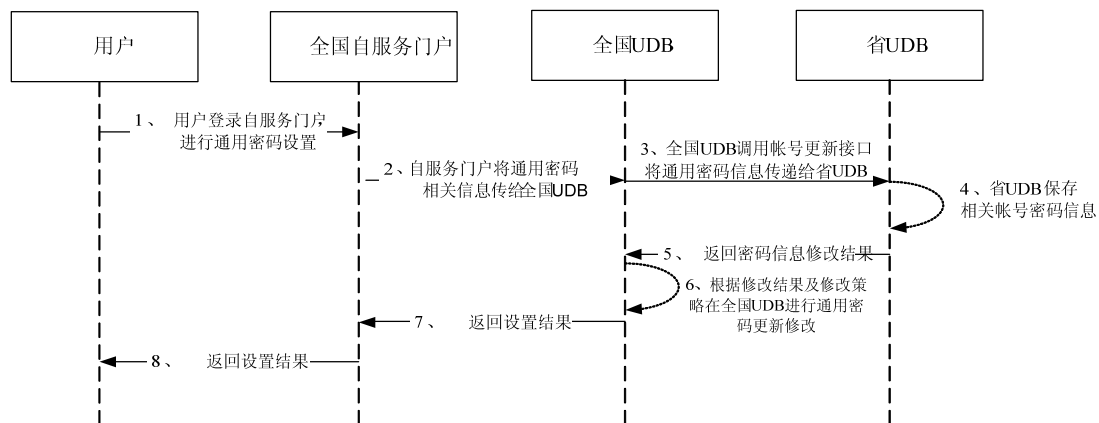 用户
全国自服务门户
全国UDB
省UDB
1、 用户登录自服务门户,
进行通用密码设置
2、自服务门户将通用密码
相关信息传给全国UDB
3、全国UDB调用帐号更新接口
将通用密码信息传递给省UDB
4、省UDB保存
相关帐号密码信息
5、 返回密码信息修改结果
6、根据修改结果及修改策
略在全国UDB进行通用密
码更新修改
7、 返回设置结果
8、 返回设置结果